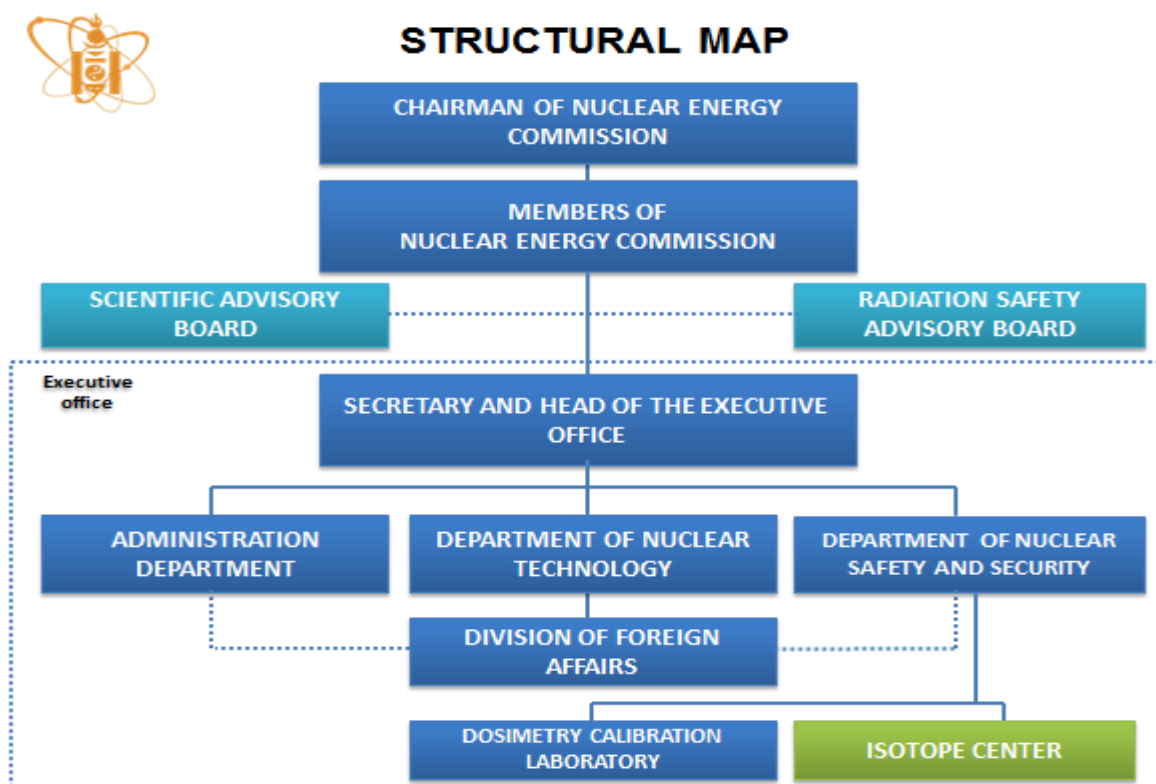 STRUCTURAL MAP
CHAIRMAN OF NUCLEAR ENERGY
COMMISSION
MEMBERS OF
NUCLEAR ENERGY COMMISSION
SCIENTIFIC ADVISORY
BOARD
RADIATION SAFETY
ADVISORY BOARD
Executive
office
SECRETARY AND HEAD OF THE EXECUTIVE
OFFICE
ADMINISTRATION
DEPARTMENT
DEPARTMENT OF NUCLEAR
TECHNOLOGY
DEPARTMENT OF NUCLEAR
SAFETY AND SECURITY
DIVISION OF FOREIGN
AFFAIRS
DOSIMETRY CALIBRATION
LABORATORY
ISOTOPE CENTER